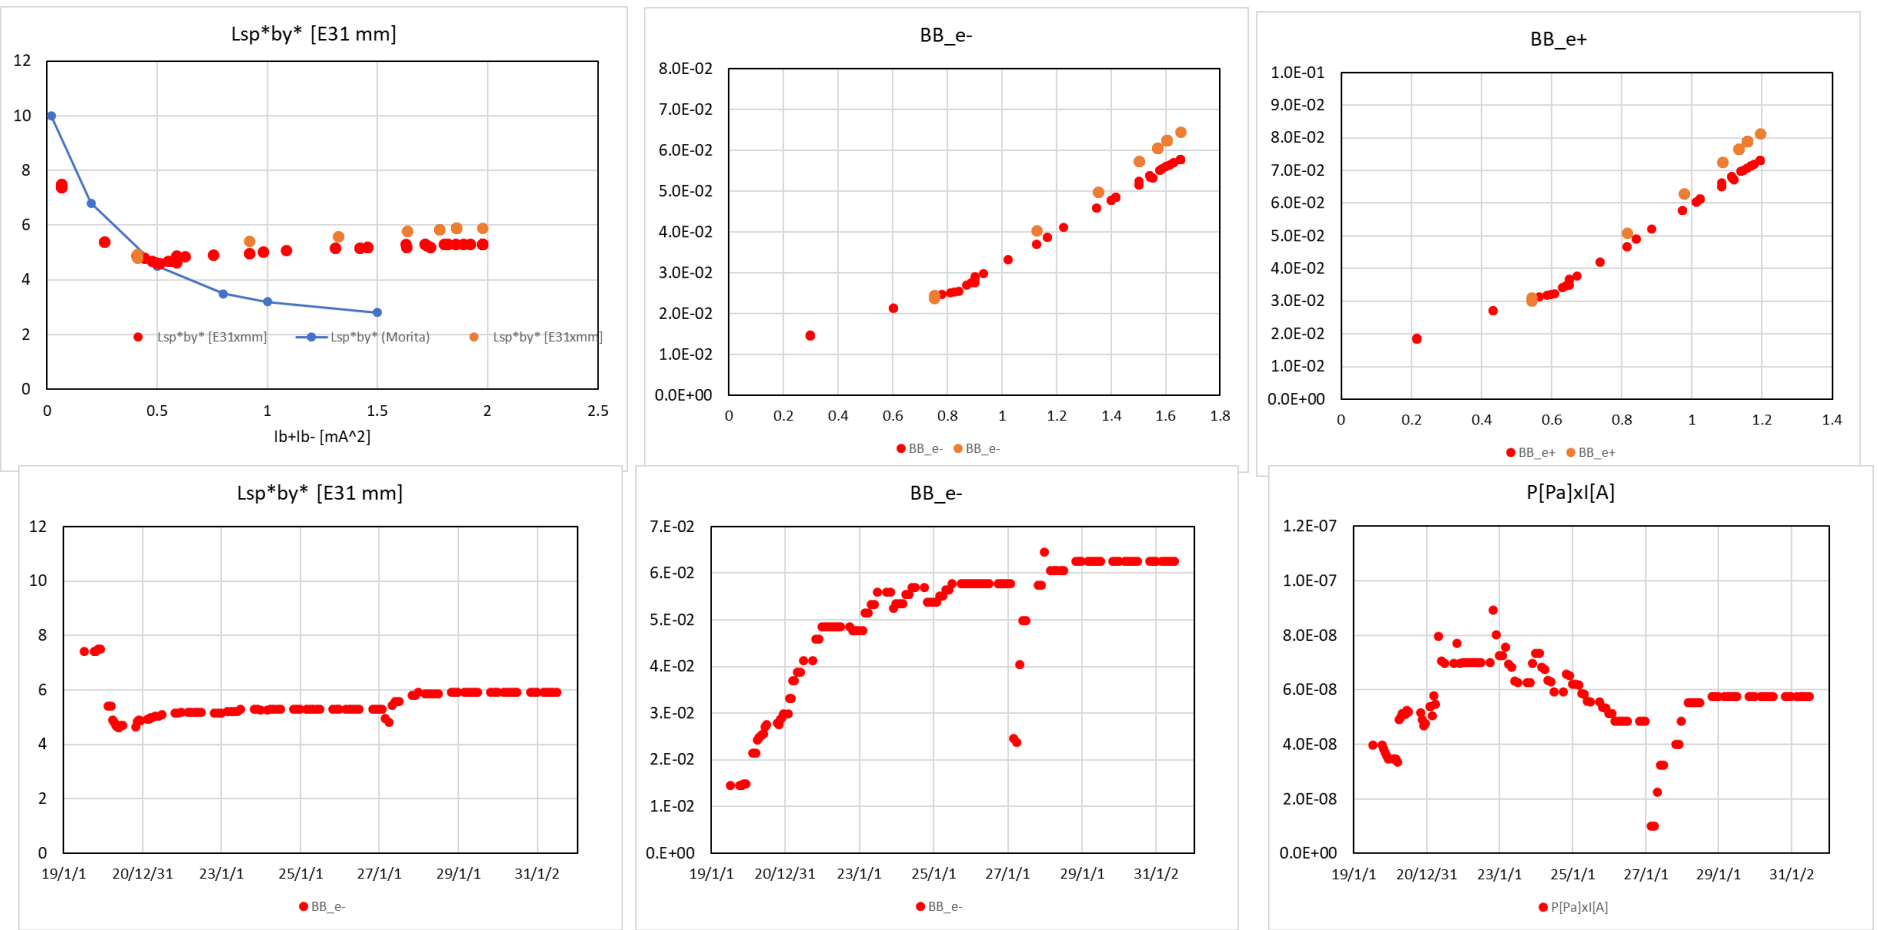 Lsp*by* [E31 mm]
12
10
8
6
4
2
0
0 0.5 1 1.5 2 2.5
Ib+Ib- [mA^2]
Lsp*by* [E31xmm] Lsp*by* (Morita) Lsp*by* [E31xmm]
BB_e-
8.0E-02
7.0E-02
6.0E-02
5.0E-02
4.0E-02
3.0E-02
2.0E-02
1.0E-02
0.0E+00
0 0.2 0.4 0.6 0.8 1 1.2 1.4 1.6 1.8
BB_e- BB_e-
BB_e+
1.0E-01
9.0E-02
8.0E-02
7.0E-02
6.0E-02
5.0E-02
4.0E-02
3.0E-02
2.0E-02
1.0E-02
0.0E+00
0 0.2 0.4 0.6 0.8 1 1.2 1.4
BB_e+ BB_e+
Lsp*by* [E31 mm]
12
10
8
6
4
2
0
19/1/1 20/12/31 23/1/1 25/1/1 27/1/1 29/1/1 31/1/2
BB_e-
BB_e-
7.E-02
6.E-02
5.E-02
4.E-02
3.E-02
2.E-02
1.E-02
0.E+00
19/1/1 20/12/31 23/1/1 25/1/1 27/1/1 29/1/1 31/1/2
BB_e-
P[Pa]xI[A]
1.2E-07
1.0E-07
8.0E-08
6.0E-08
4.0E-08
2.0E-08
0.0E+00
19/1/1 20/12/31 23/1/1 25/1/1 27/1/1 29/1/1 31/1/2
P[Pa]xI[A]